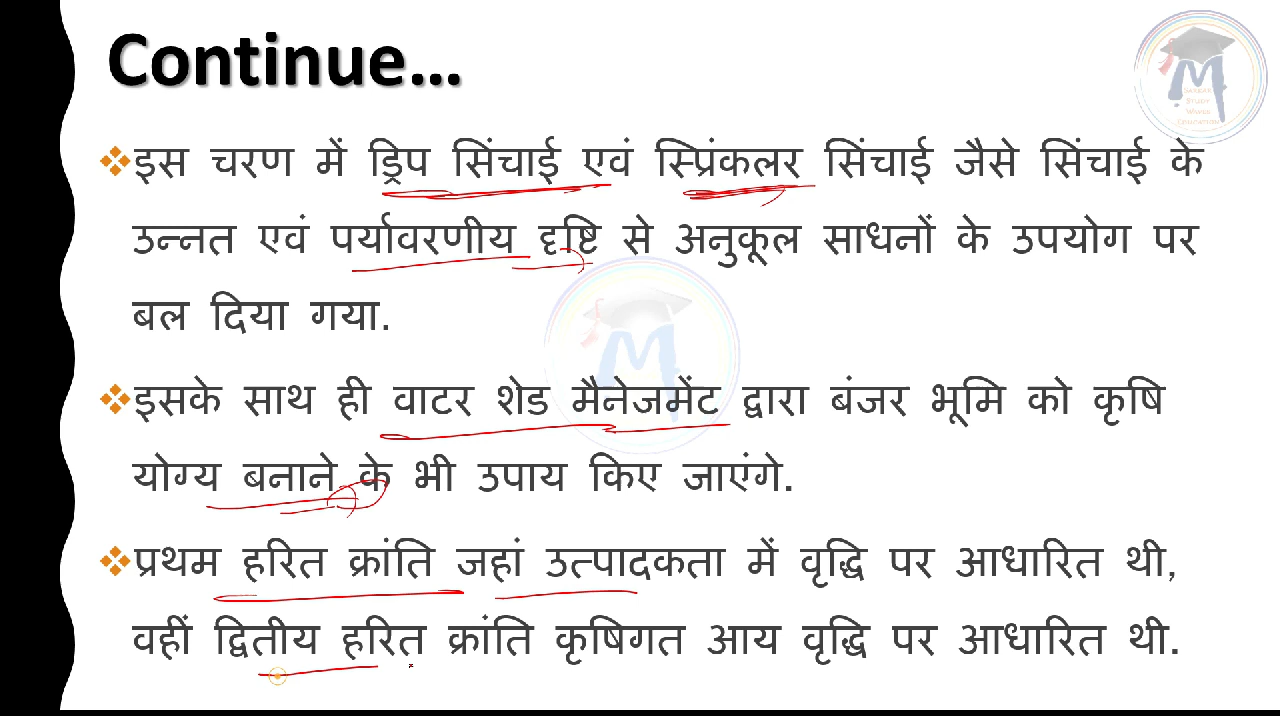 Continue...
इस चरण में ड्रिप सिंचाई एवं स्प्रिंकलर सिंचाई जैसे सिंचाई के
उन्नत एवं पर्यावरणीय दृष्टि से अनुकूल साधनों के उपयोग पर
बल दिया गया.
इसके साथ ही वाटर शेड मैनेजमेंट द्वारा बंजर भूमि को कृषि
योग्य बनाने के भी उपाय किए जाएंगे.
प्रथम हरित क्रांति जहां उत्पादकता में वृद्धि पर आधारित थी,
वहीं द्वितीय हरित क्रांति कृषिगत आय वृद्धि पर आधारित थी.